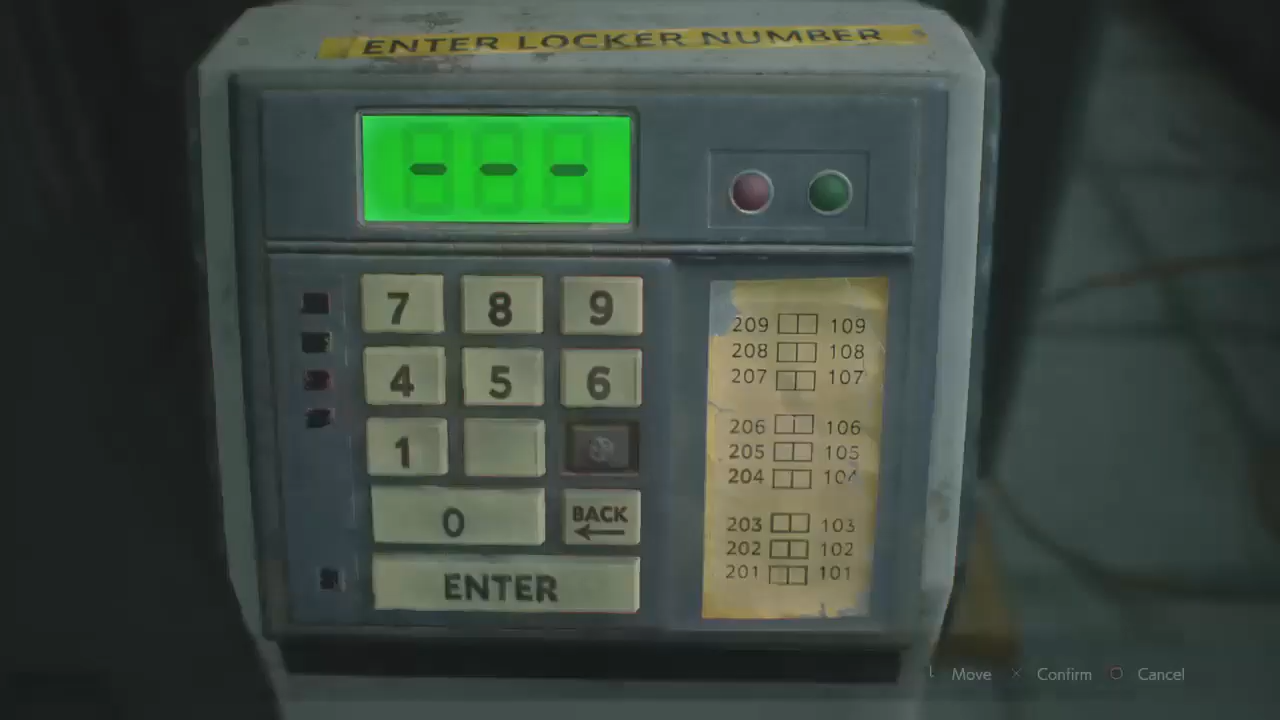 ENTER LOCKER NUMBER
- - -
7 8 9
4 5 6
1
0 BACK
ENTER
209 109
208 108
207 107
206 106
205 105
204 104
203 103
202 102
201 101
Move × Confirm ○ Cancel